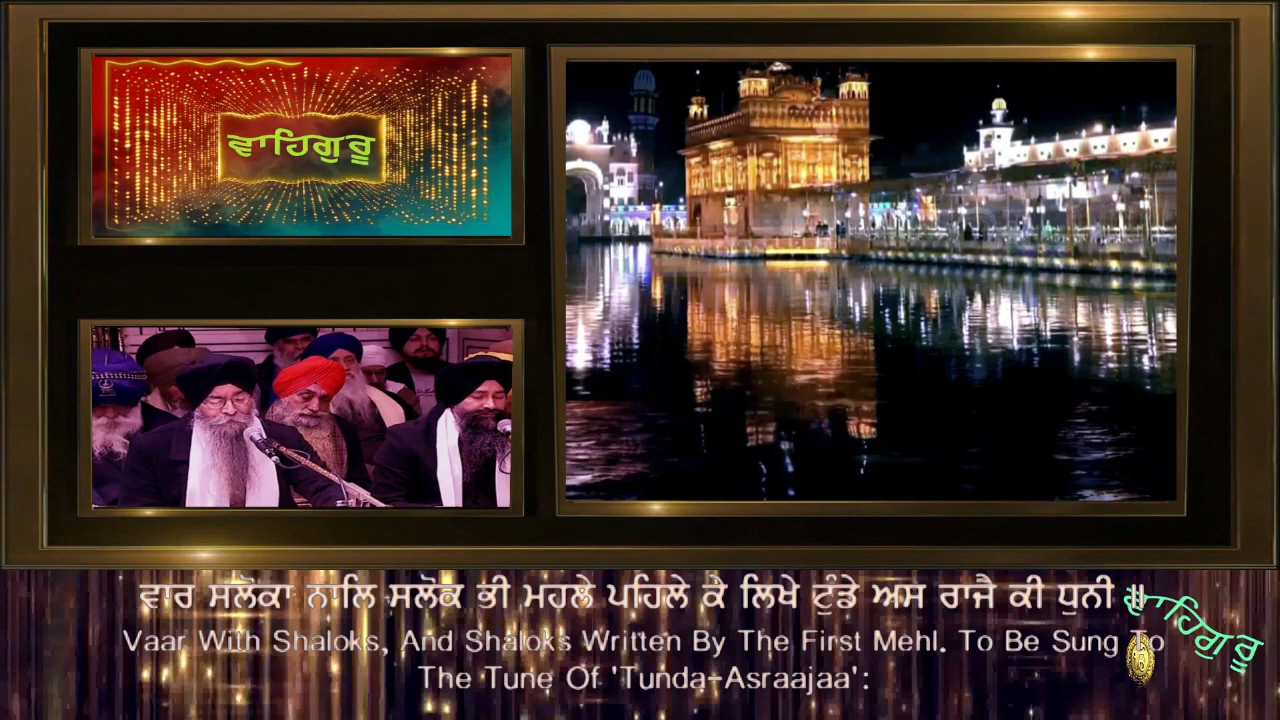 ਵਾਹਿਗੁਰੂ
ਵਾਰ ਸਲੋਕਾ ਨਾਲਿ ਸਲੋਕ ਭੀ ਮਹਲੇ ਪਹਿਲੇ ਕੇ ਲਿਖੇ ਟੁੰਡੇ ਅਸ ਰਾਜੈ ਕੀ ਧੁਨੀ ॥
ਵਾਹਿਗੁਰੂ
Vaar With Shaloks, And Shaloks Written By The First Mehl. To Be Sung To
The Tune Of 'Tunda-Asraajaa':